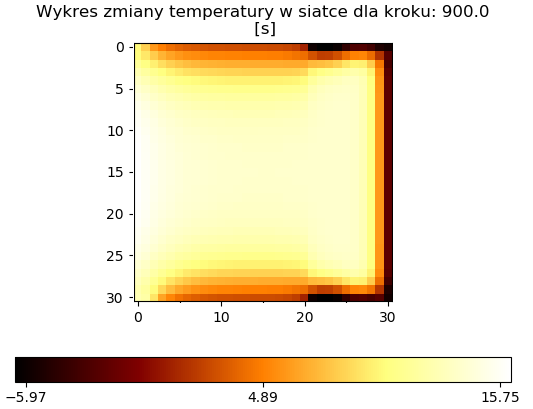 Wykres zmiany temperatury w siatce dla kroku: 900.0
[s]
0
5
10
15
20
25
30
0 10 20 30
−5.97 4.89 15.75